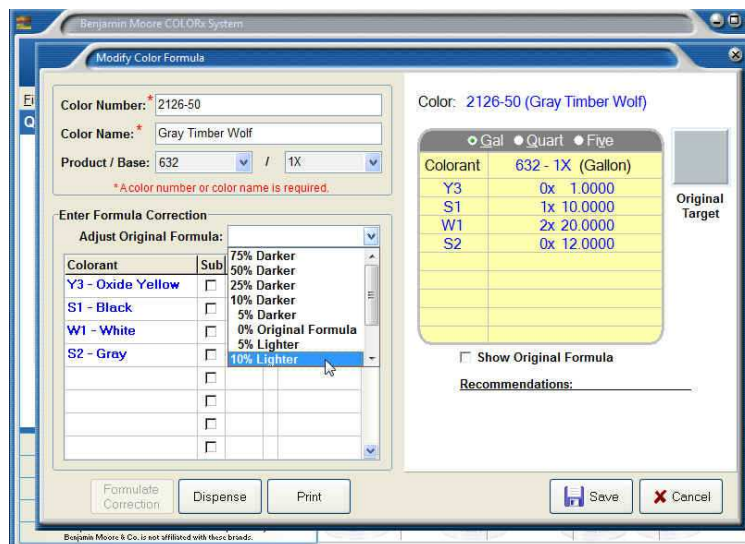 Benjamin Moore COLORx System
Modify Color Formula
Fi
Q
Color Number:* 2126-50
Color Name:* Gray Timber Wolf
Product / Base: 632 / 1X
*A color number or color name is required.
Enter Formula Correction
Adjust Original Formula:
Colorant Sub
Y3 - Oxide Yellow
S1 - Black
W1 - White
S2 - Gray
75% Darker
50% Darker
25% Darker
10% Darker
5% Darker
0% Original Formula
5% Lighter
10% Lighter
Formulate
Correction
Dispense
Print
Color: 2126-50 (Gray Timber Wolf)
Gal Quart Five
Colorant 632 - 1X (Gallon)
Y3 0x 1.0000
S1 1x 10.0000
W1 2x 20.0000
S2 0x 12.0000
Original
Target
Show Original Formula
Recommendations:
Save
Cancel
Benjamin Moore & Co. is not affiliated with these brands.